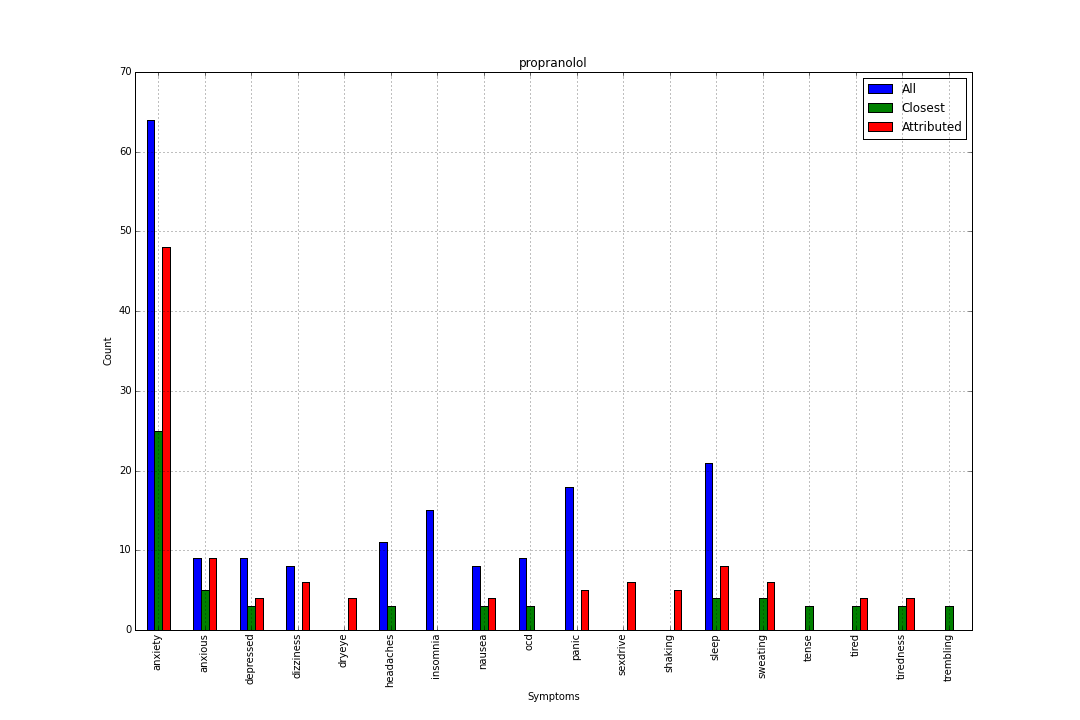 propranolol
70
60
50
40
30
20
10
0
Count
All
Closest
Attributed
anxiety
anxious
depressed
dizziness
dryeye
headaches
insomnia
nausea
ocd
panic
sexdrive
shaking
sleep
sweating
tense
tired
tiredness
trembling
Symptoms